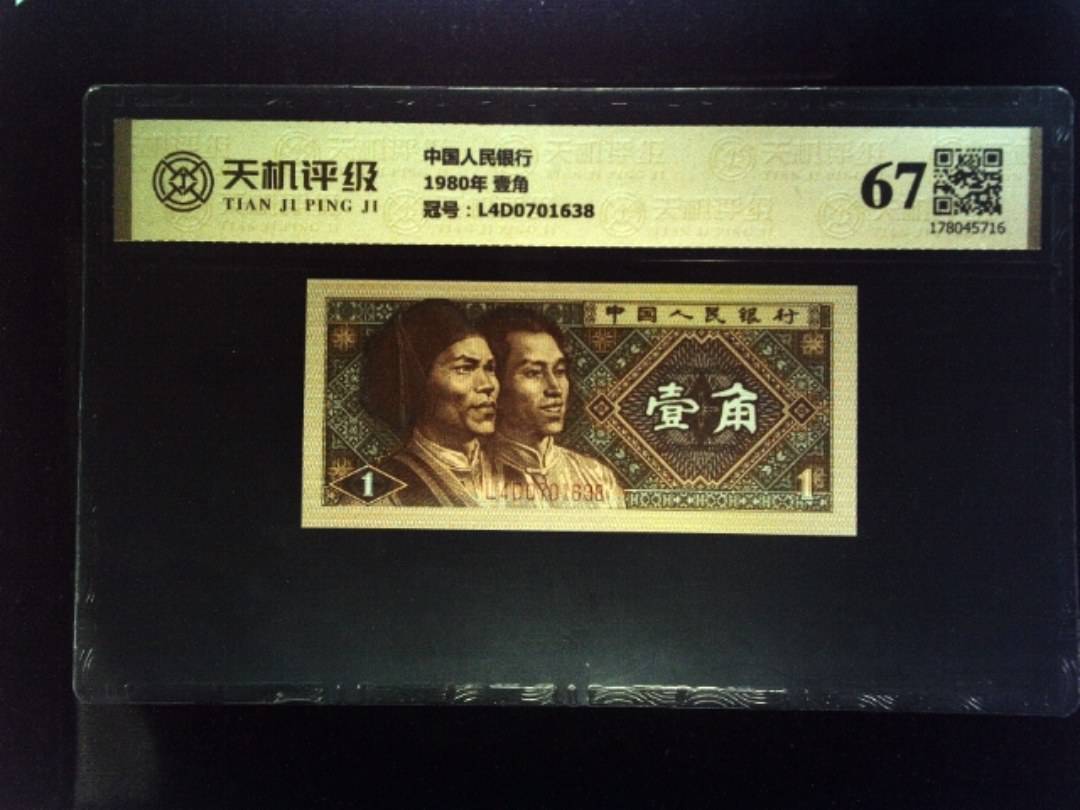 天机评级
TIAN JI PING JI
中国人民银行
1980年 壹角
冠号：L4D0701638
67
178045716
中国人民银行
壹角
1
L4D0701638
1